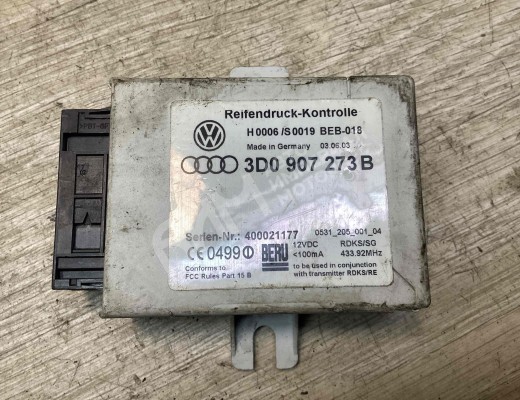 Reifendruck-Kontrolle
H0006/S0019 BEB-018
Made in Germany 03.06.03
3D0 907 273 B
Serien-Nr.: 400021177
0531_205_001_04
CE 0499
BERU
12VDC RDKS/SG
<100mA 433.92MHz
Conforms to
FCC Rules Part 15 B
to be used in conjunction
with transmitter RDKS/RE